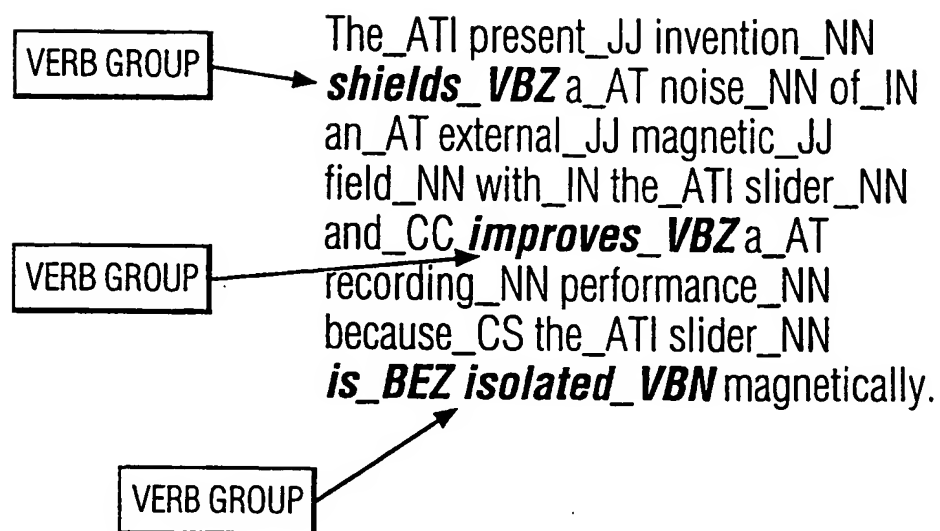 The_ATI present_JJ invention_NN
VERB GROUP
shields_VBZ a_AT noise_NN of_IN
an_AT external_JJ magnetic_JJ
field_NN with_IN the_ATI slider_NN
and_CC improves_VBZ a_AT
VERB GROUP
recording_NN performance_NN
because_CS the_ATI slider_NN
is_BEZ isolated_VBN magnetically.
VERB GROUP